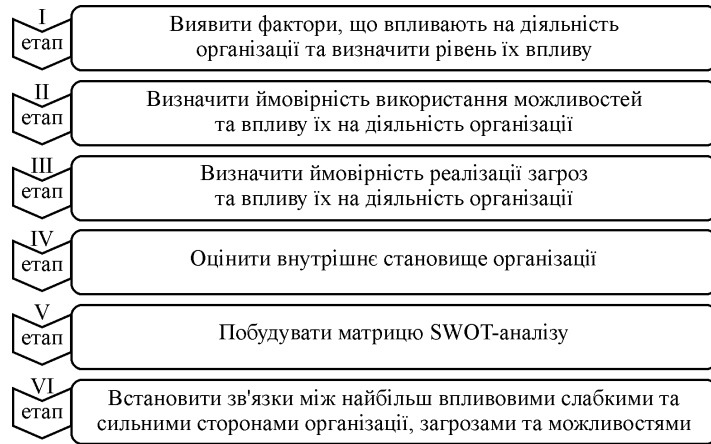 I
етап
Виявити фактори, що впливають на діяльність
організації та визначити рівень їх впливу
II
етап
Визначити ймовірність використання можливостей
та впливу їх на діяльність організації
III
етап
Визначити ймовірність реалізації загроз
та впливу їх на діяльність організації
IV
етап
Оцінити внутрішнє становище організації
V
етап
Побудувати матрицю SWOT-аналізу
VI
етап
Встановити зв'язки між найбільш впливовими слабкими та
сильними сторонами організації, загрозами та можливостями